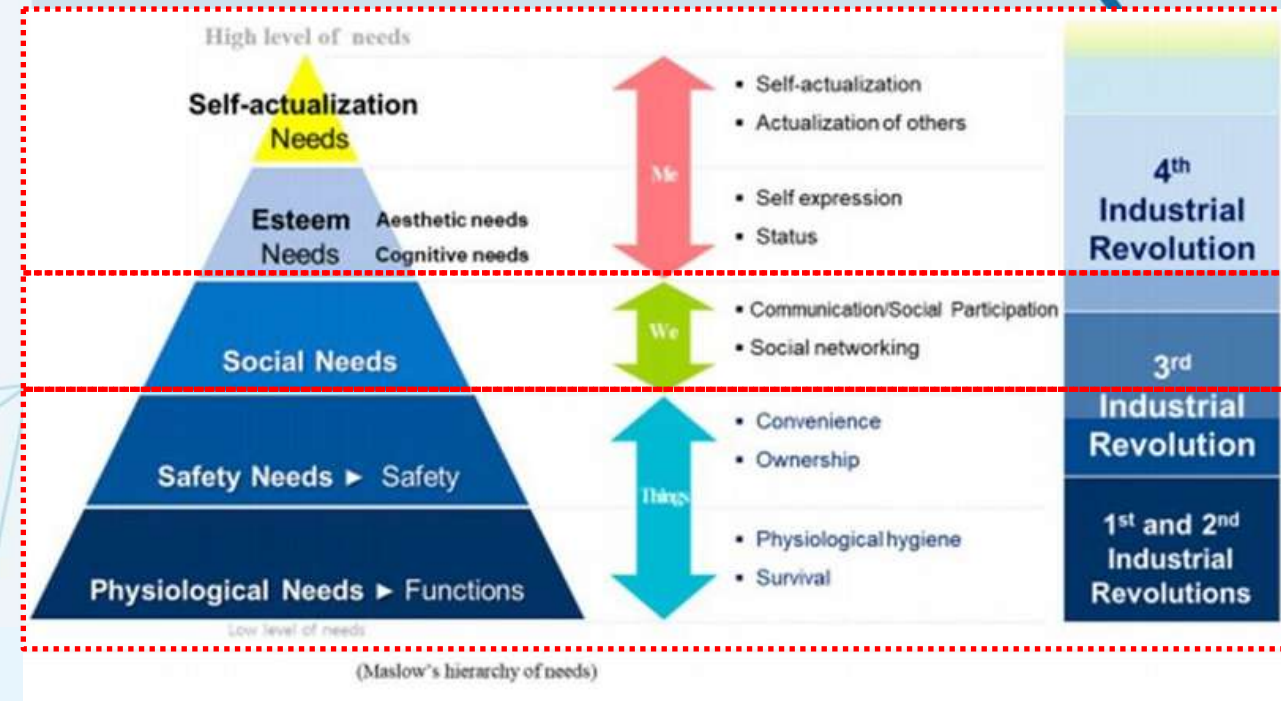 High level of needs
Self-actualization
Needs
Esteem
Needs
Aesthetic needs
Cognitive needs
Social Needs
Safety Needs ► Safety
Physiological Needs ► Functions
Low level of needs
(Maslow's hierarchy of needs)
Me
We
Things
▪ Self-actualization
▪ Actualization of others
▪ Self expression
▪ Status
▪ Communication/Social Participation
▪ Social networking
▪ Convenience
▪ Ownership
▪ Physiological hygiene
▪ Survival
4th
Industrial
Revolution
3rd
Industrial
Revolution
1st and 2nd
Industrial
Revolutions